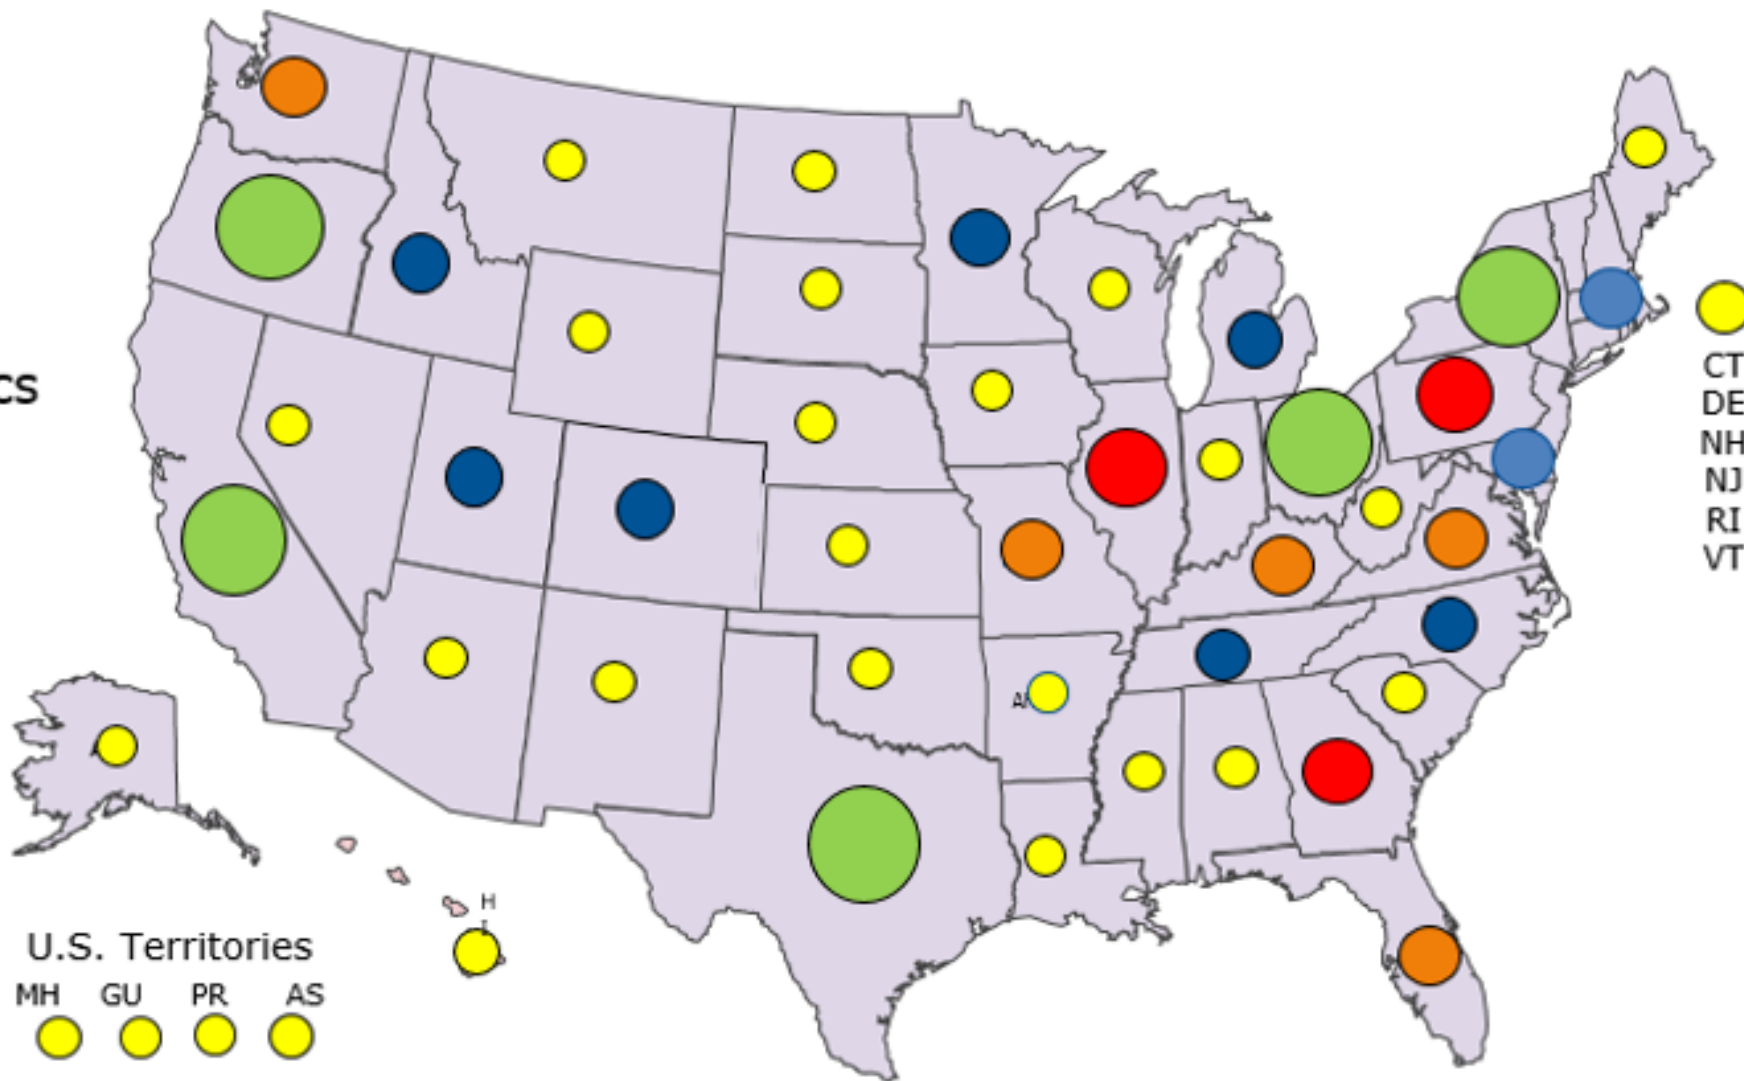 CS
CT
DE
NH
NJ
RI
VT
H
I
U.S. Territories
MH GU PR AS